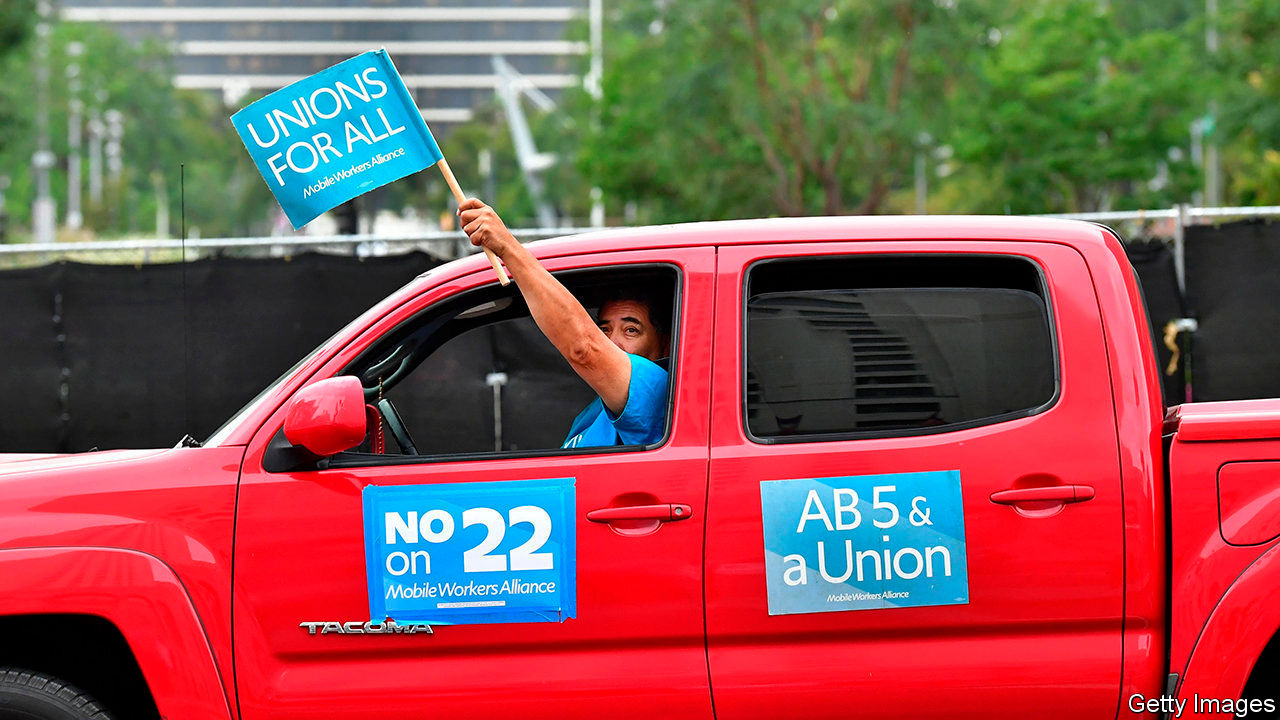 UNIONS
FOR ALL
Mobile Workers Alliance
NO
on 22
Mobile Workers Alliance
AB 5 &
a Union
Mobile Workers Alliance
TACOMA
Getty Images